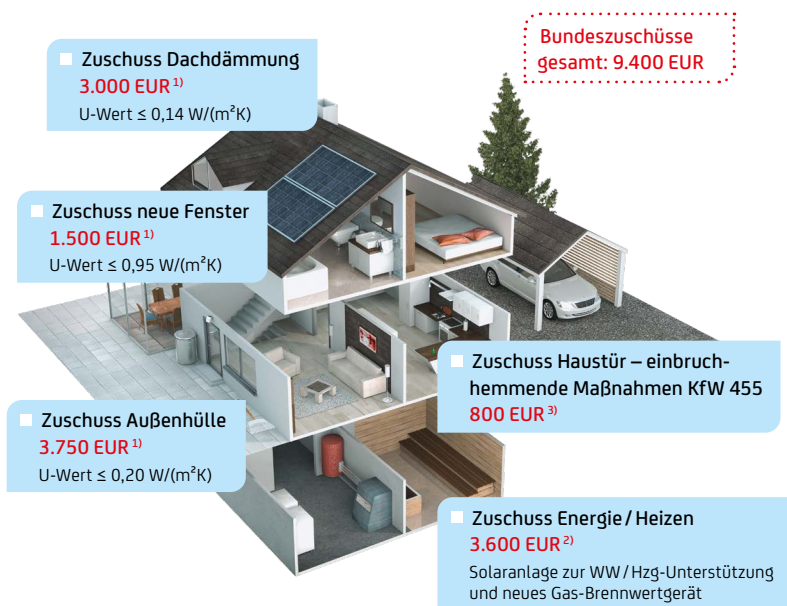 Bundeszuschüsse
gesamt: 9.400 EUR
Zuschuss Dachdämmung
3.000 EUR ¹⁾
U-Wert ≤ 0,14 W/(m²K)
Zuschuss neue Fenster
1.500 EUR ¹⁾
U-Wert ≤ 0,95 W/(m²K)
Zuschuss Haustür – einbruch-
hemmende Maßnahmen KfW 455
800 EUR ³⁾
Zuschuss Außenhülle
3.750 EUR ¹⁾
U-Wert ≤ 0,20 W/(m²K)
Zuschuss Energie / Heizen
3.600 EUR ²⁾
Solaranlage zur WW / Hzg-Unterstützung
und neues Gas-Brennwertgerät